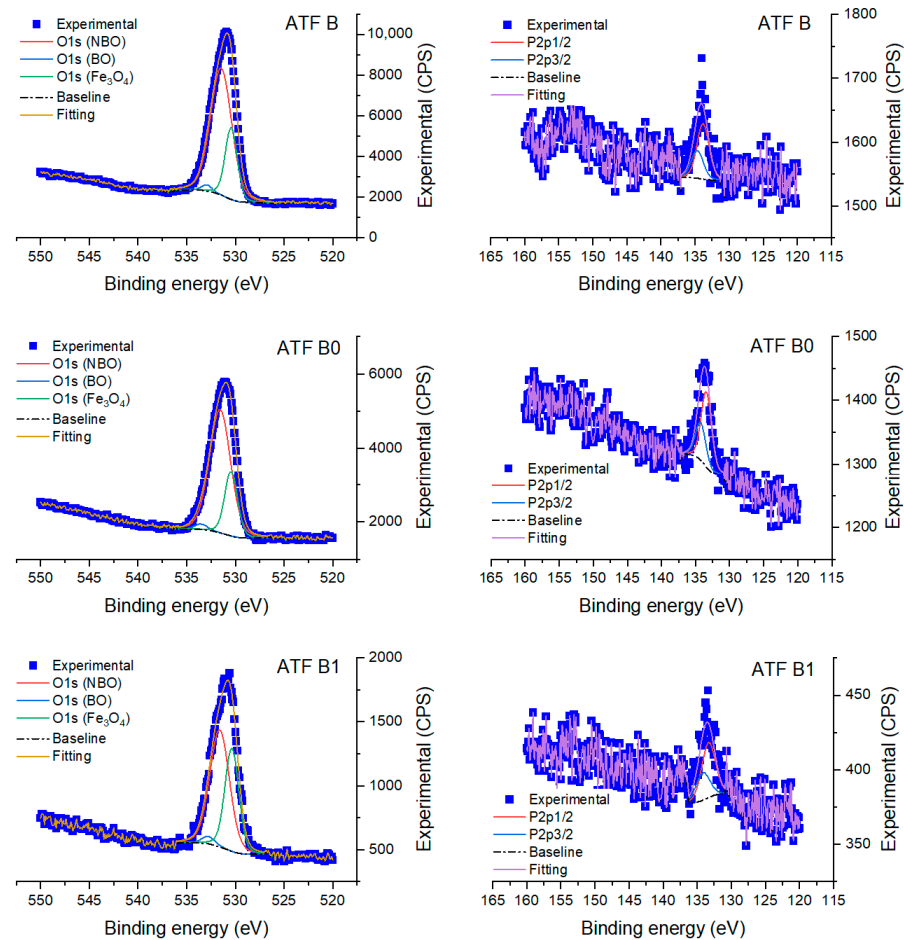 ATF B
Experimental
O1s (NBO)
O1s (BO)
O1s (Fe₃O₄)
Baseline
Fitting
10,000
8000
6000
4000
2000
0
Experimental (CPS)
550 545 540 535 530 525 520
Binding energy (eV)
ATF B
Experimental
P2p1/2
P2p3/2
Baseline
Fitting
1800
1700
1600
1500
Experimental (CPS)
165 160 155 150 145 140 135 130 125 120 115
Binding energy (eV)
ATF B0
Experimental
O1s (NBO)
O1s (BO)
O1s (Fe₃O₄)
Baseline
Fitting
6000
4000
2000
Experimental (CPS)
550 545 540 535 530 525 520
Binding energy (eV)
ATF B0
Experimental
P2p1/2
P2p3/2
Baseline
Fitting
1500
1400
1300
1200
Experimental (CPS)
165 160 155 150 145 140 135 130 125 120 115
Binding energy (eV)
ATF B1
Experimental
O1s (NBO)
O1s (BO)
O1s (Fe₃O₄)
Baseline
Fitting
2000
1500
1000
500
Experimental (CPS)
550 545 540 535 530 525 520
Binding energy (eV)
ATF B1
Experimental
P2p1/2
P2p3/2
Baseline
Fitting
450
400
350
Experimental (CPS)
165 160 155 150 145 140 135 130 125 120 115
Binding energy (eV)